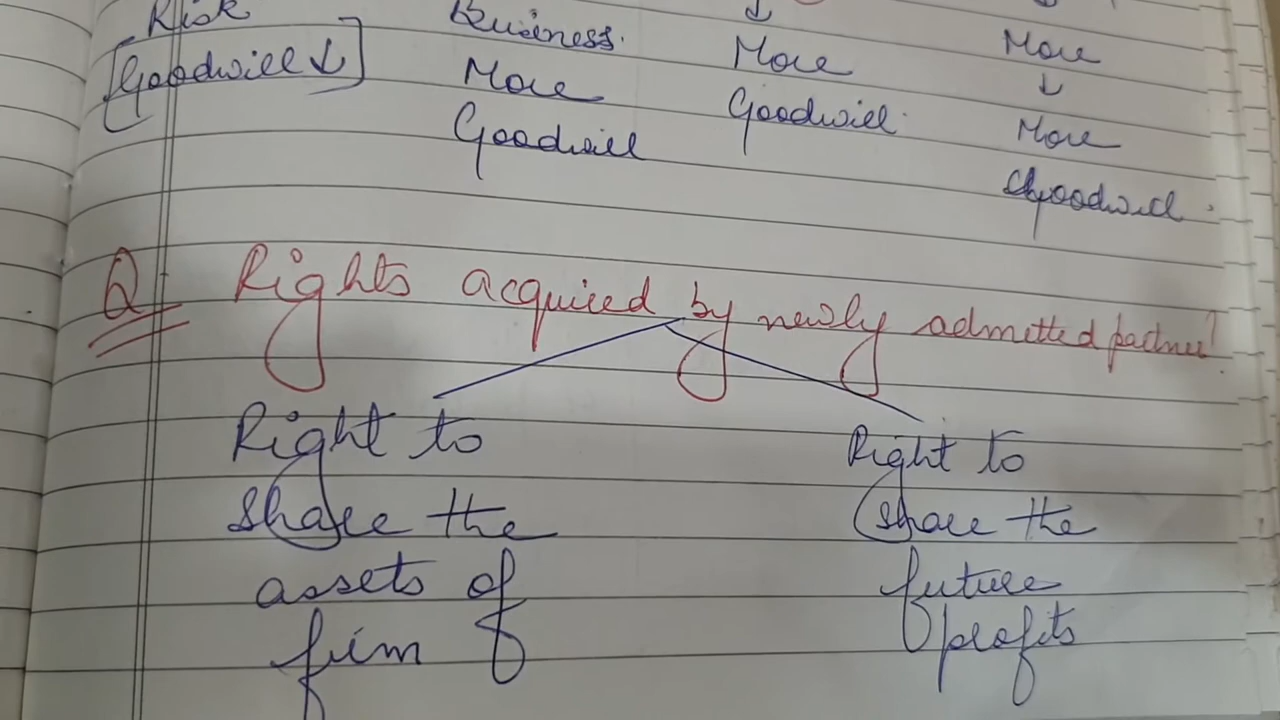 Risk
[Goodwill ↓]
Business.
More
Goodwill
↓
More
Goodwill.
More
↓
More
Goodwill.
Q Rights acquired by newly admitted partner?
Right to
share the
assets of
firm
Right to
share the
future
profits